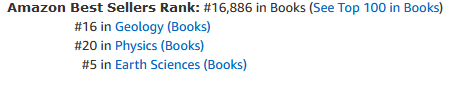 Amazon Best Sellers Rank: #16,886 in Books (See Top 100 in Books)
#16 in Geology (Books)
#20 in Physics (Books)
#5 in Earth Sciences (Books)